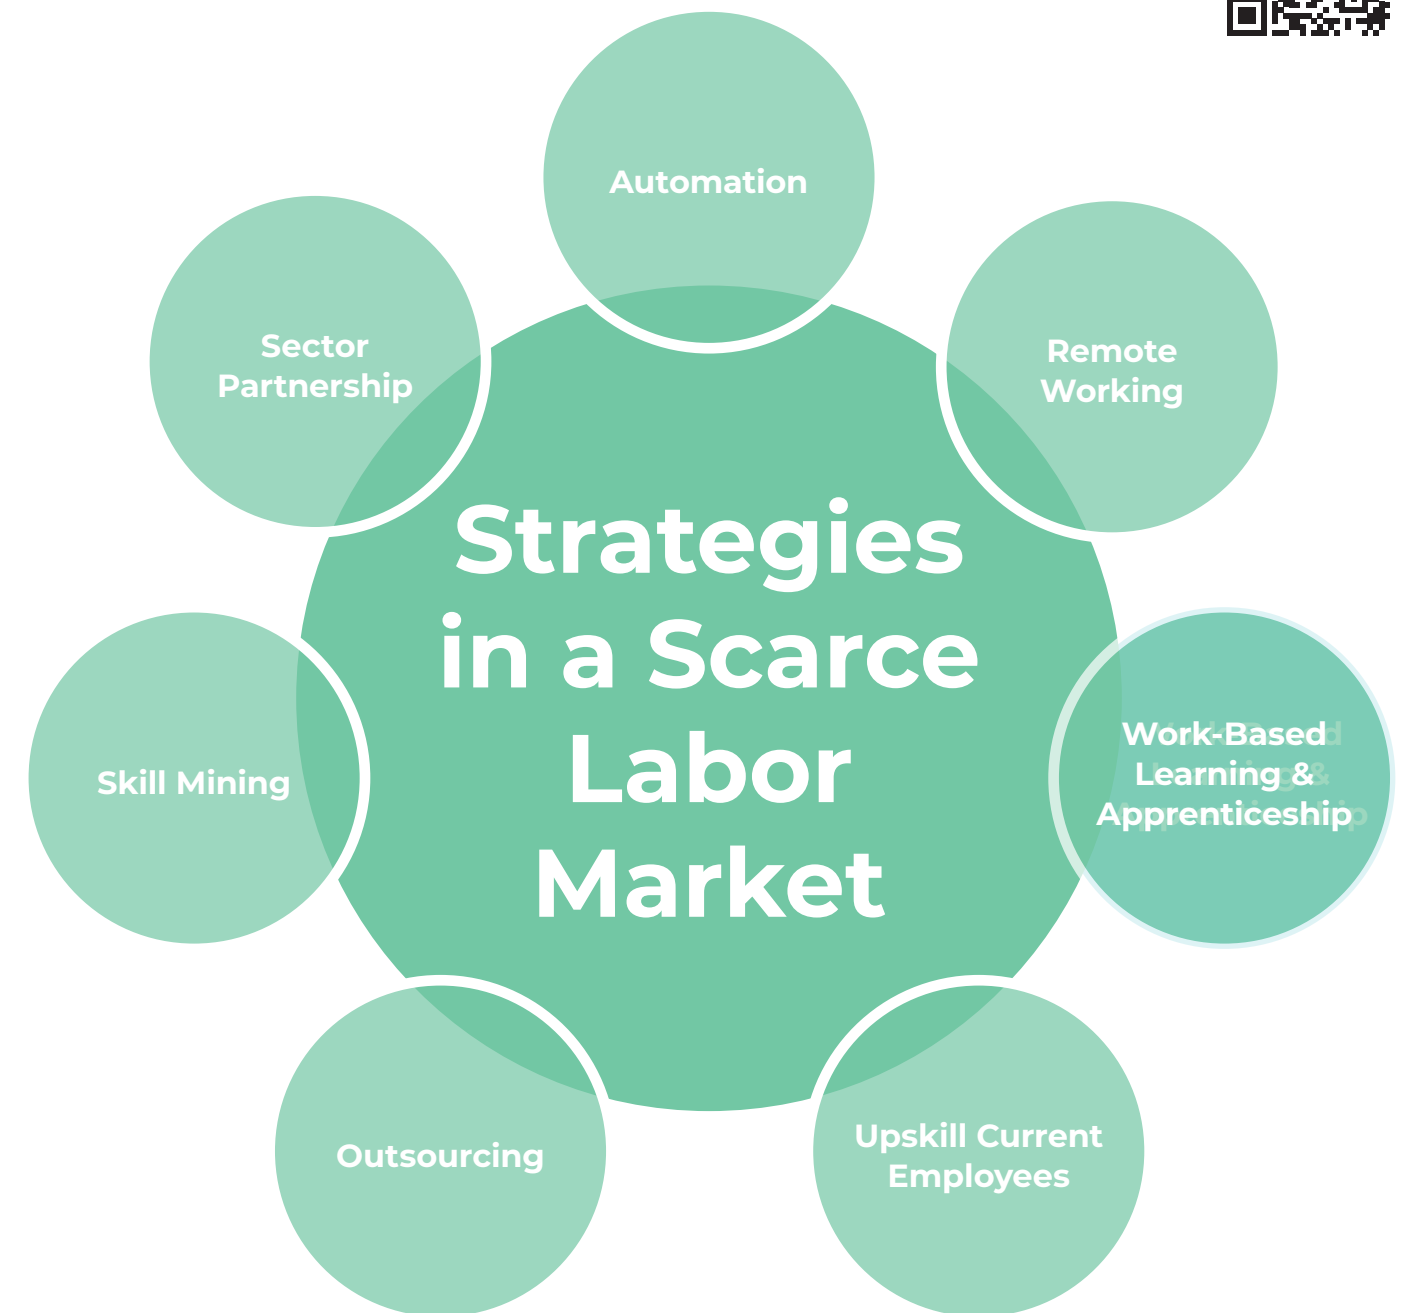 Automation
Sector
Partnership
Remote
Working
Strategies
in a Scarce
Labor
Market
Skill Mining
Work-Based
Learning &
Apprenticeship
Outsourcing
Upskill Current
Employees